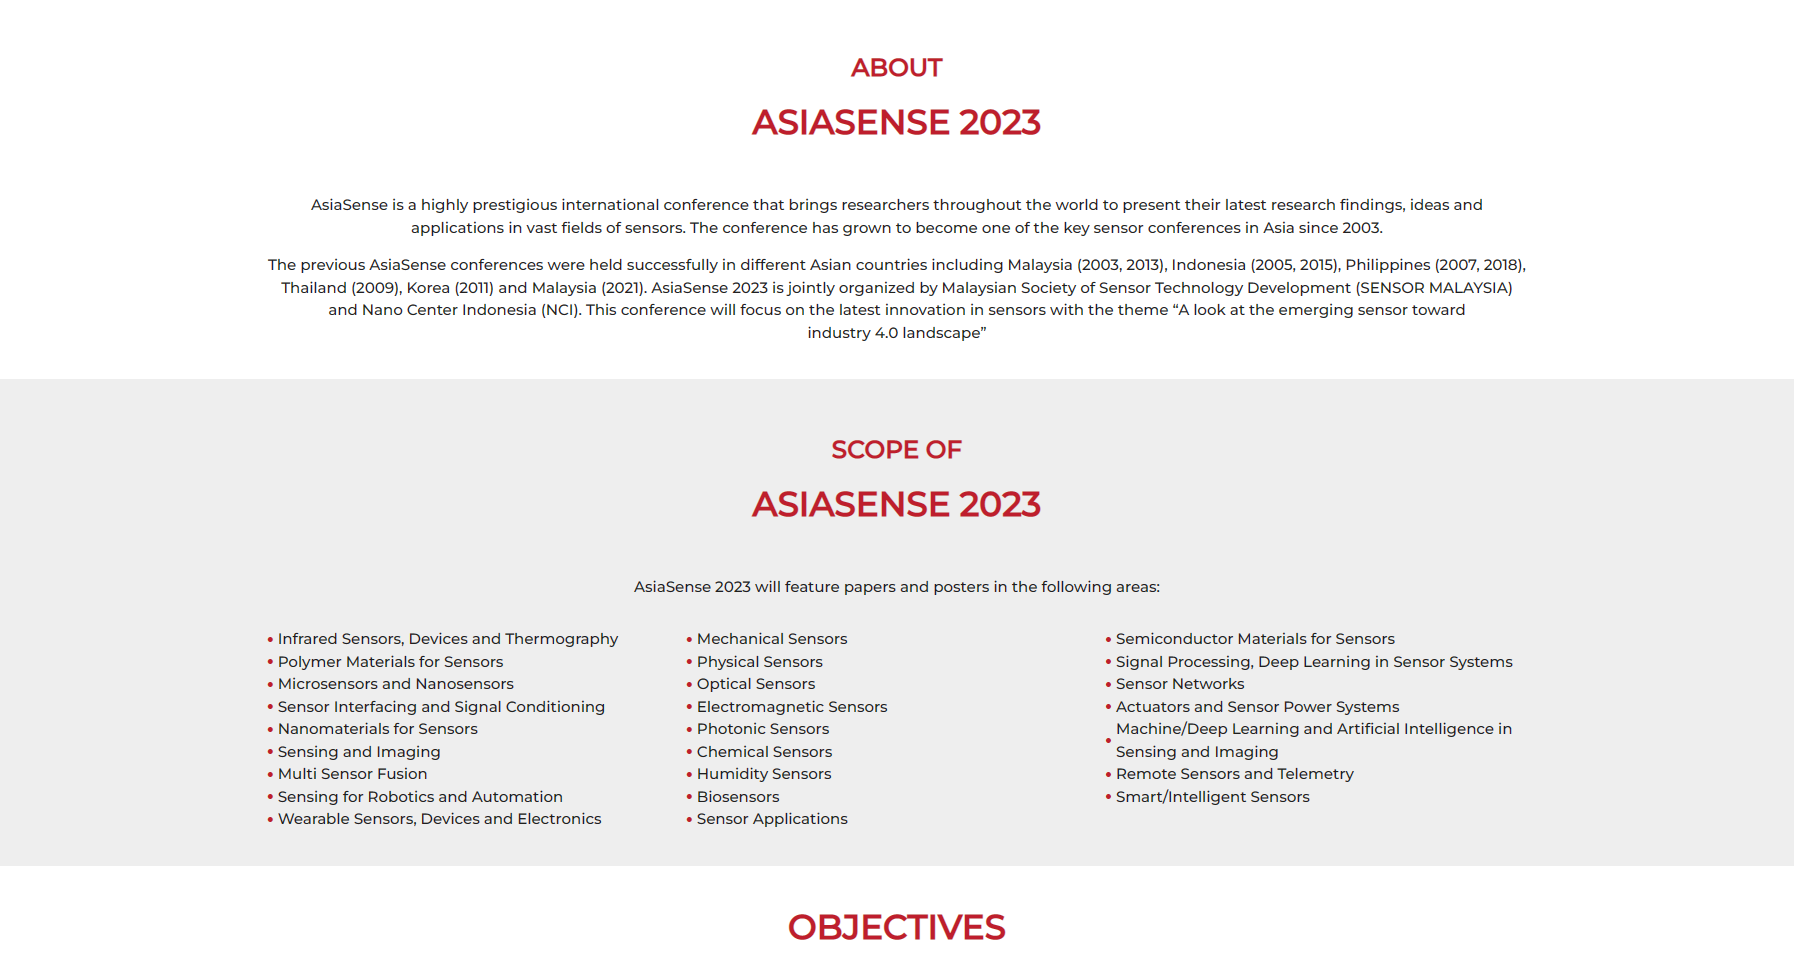 ABOUT
ASIASENSE 2023
AsiaSense is a highly prestigious international conference that brings researchers throughout the world to present their latest research findings, ideas and
applications in vast fields of sensors. The conference has grown to become one of the key sensor conferences in Asia since 2003.
The previous AsiaSense conferences were held successfully in different Asian countries including Malaysia (2003, 2013), Indonesia (2005, 2015), Philippines (2007, 2018),
Thailand (2009), Korea (2011) and Malaysia (2021). AsiaSense 2023 is jointly organized by Malaysian Society of Sensor Technology Development (SENSOR MALAYSIA)
and Nano Center Indonesia (NCI). This conference will focus on the latest innovation in sensors with the theme “A look at the emerging sensor toward
industry 4.0 landscape”
SCOPE OF
ASIASENSE 2023
AsiaSense 2023 will feature papers and posters in the following areas:
• Infrared Sensors, Devices and Thermography
• Polymer Materials for Sensors
• Microsensors and Nanosensors
• Sensor Interfacing and Signal Conditioning
• Nanomaterials for Sensors
• Sensing and Imaging
• Multi Sensor Fusion
• Sensing for Robotics and Automation
• Wearable Sensors, Devices and Electronics
• Mechanical Sensors
• Physical Sensors
• Optical Sensors
• Electromagnetic Sensors
• Photonic Sensors
• Chemical Sensors
• Humidity Sensors
• Biosensors
• Sensor Applications
• Semiconductor Materials for Sensors
• Signal Processing, Deep Learning in Sensor Systems
• Sensor Networks
• Actuators and Sensor Power Systems
• Machine/Deep Learning and Artificial Intelligence in
Sensing and Imaging
• Remote Sensors and Telemetry
• Smart/Intelligent Sensors
OBJECTIVES